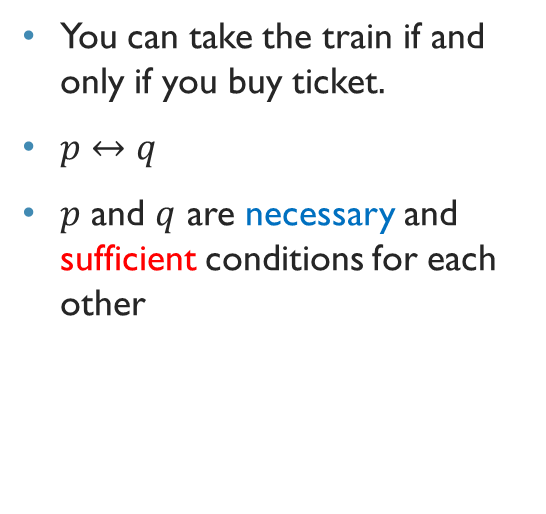 • You can take the train if and
only if you buy ticket.
• p ↔ q
• p and q are necessary and
sufficient conditions for each
other